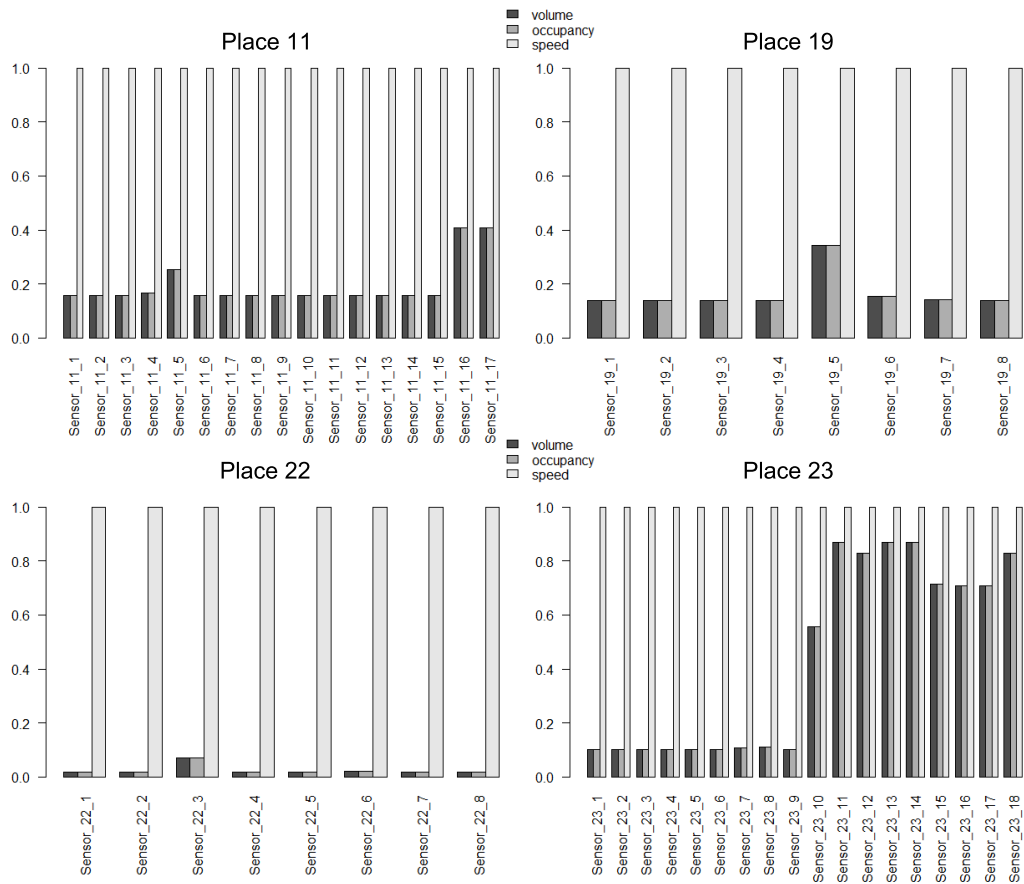 volume
occupancy
speed
Place 11
Place 19
1.0
0.8
0.6
0.4
0.2
0.0
Sensor_11_1
Sensor_11_2
Sensor_11_3
Sensor_11_4
Sensor_11_5
Sensor_11_6
Sensor_11_7
Sensor_11_8
Sensor_11_9
Sensor_11_10
Sensor_11_11
Sensor_11_12
Sensor_11_13
Sensor_11_14
Sensor_11_15
Sensor_11_16
Sensor_11_17
1.0
0.8
0.6
0.4
0.2
0.0
Sensor_19_1
Sensor_19_2
Sensor_19_3
Sensor_19_4
Sensor_19_5
Sensor_19_6
Sensor_19_7
Sensor_19_8
volume
occupancy
speed
Place 22
Place 23
1.0
0.8
0.6
0.4
0.2
0.0
Sensor_22_1
Sensor_22_2
Sensor_22_3
Sensor_22_4
Sensor_22_5
Sensor_22_6
Sensor_22_7
Sensor_22_8
1.0
0.8
0.6
0.4
0.2
0.0
Sensor_23_1
Sensor_23_2
Sensor_23_3
Sensor_23_4
Sensor_23_5
Sensor_23_6
Sensor_23_7
Sensor_23_8
Sensor_23_9
Sensor_23_10
Sensor_23_11
Sensor_23_12
Sensor_23_13
Sensor_23_14
Sensor_23_15
Sensor_23_16
Sensor_23_17
Sensor_23_18